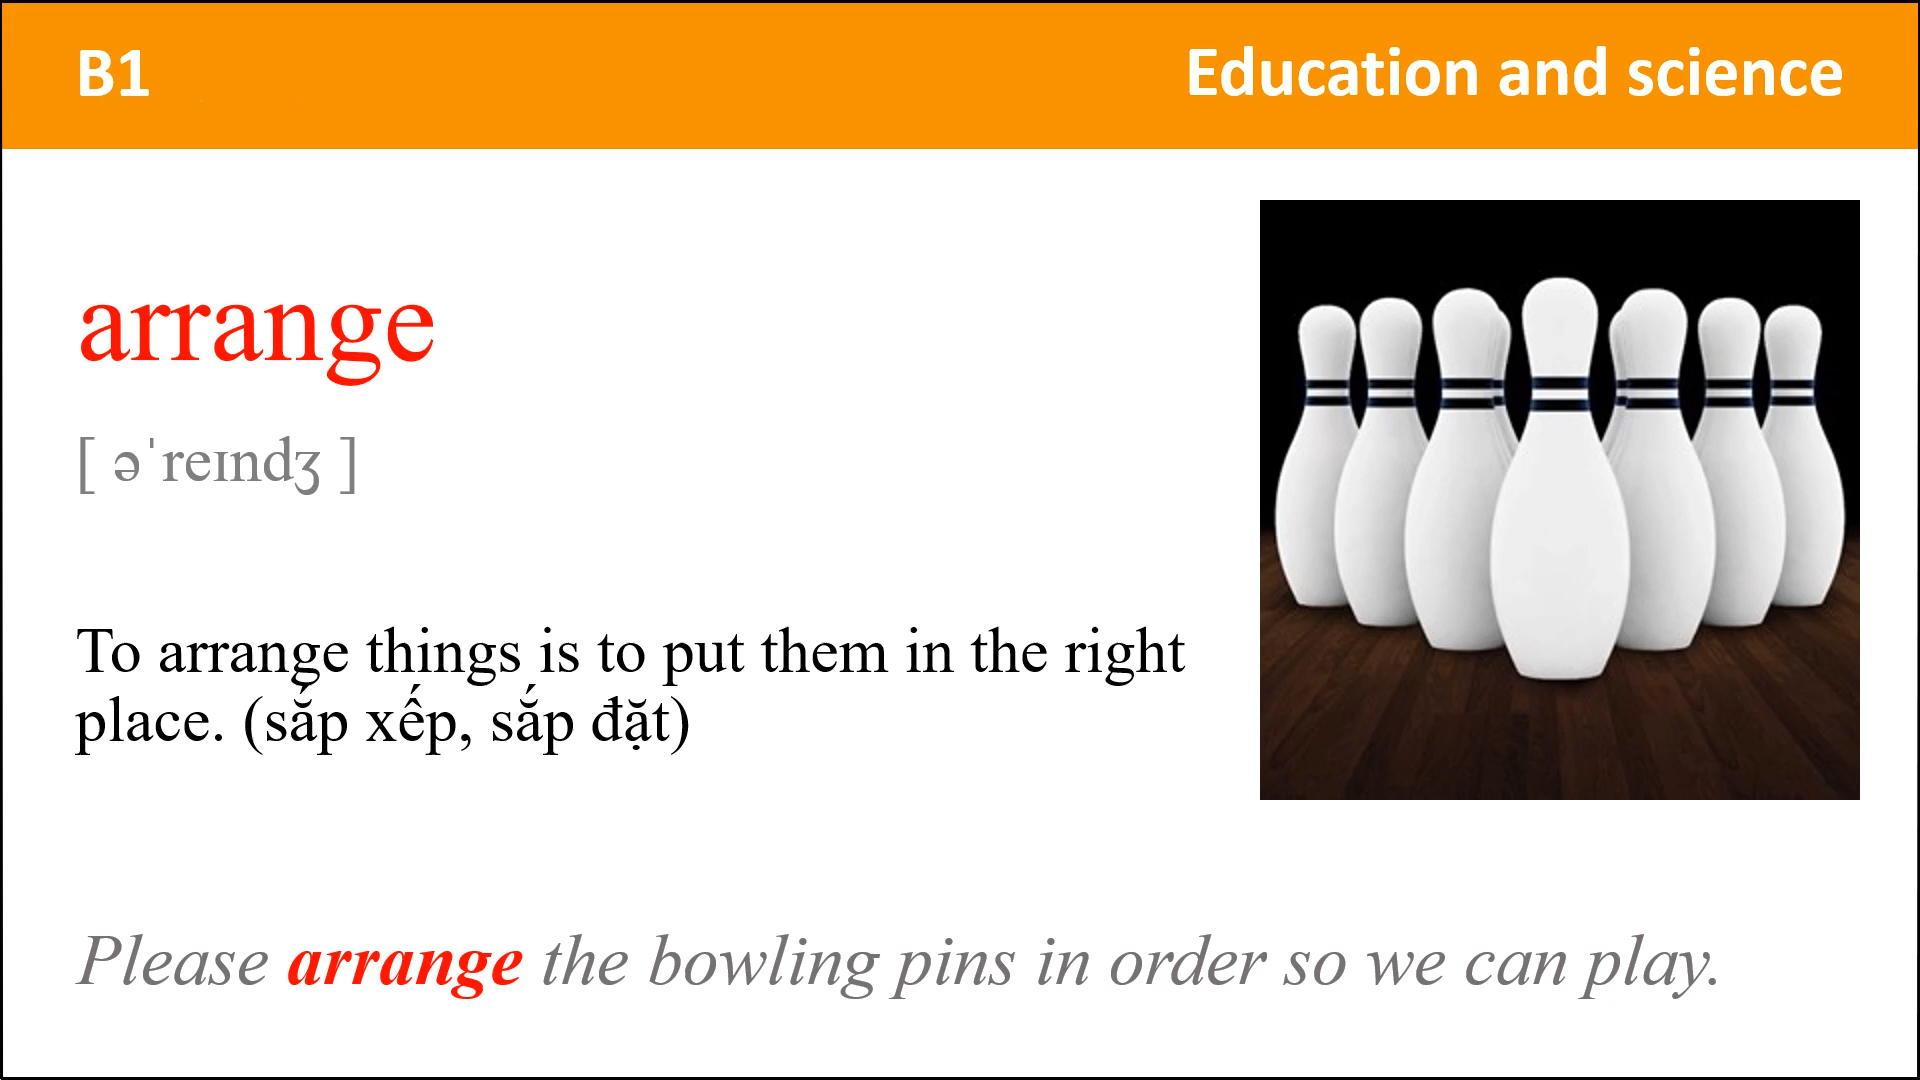 B1
Education and science
arrange
[ əˈreɪndʒ ]
To arrange things is to put them in the right
place. (sắp xếp, sắp đặt)
Please arrange the bowling pins in order so we can play.